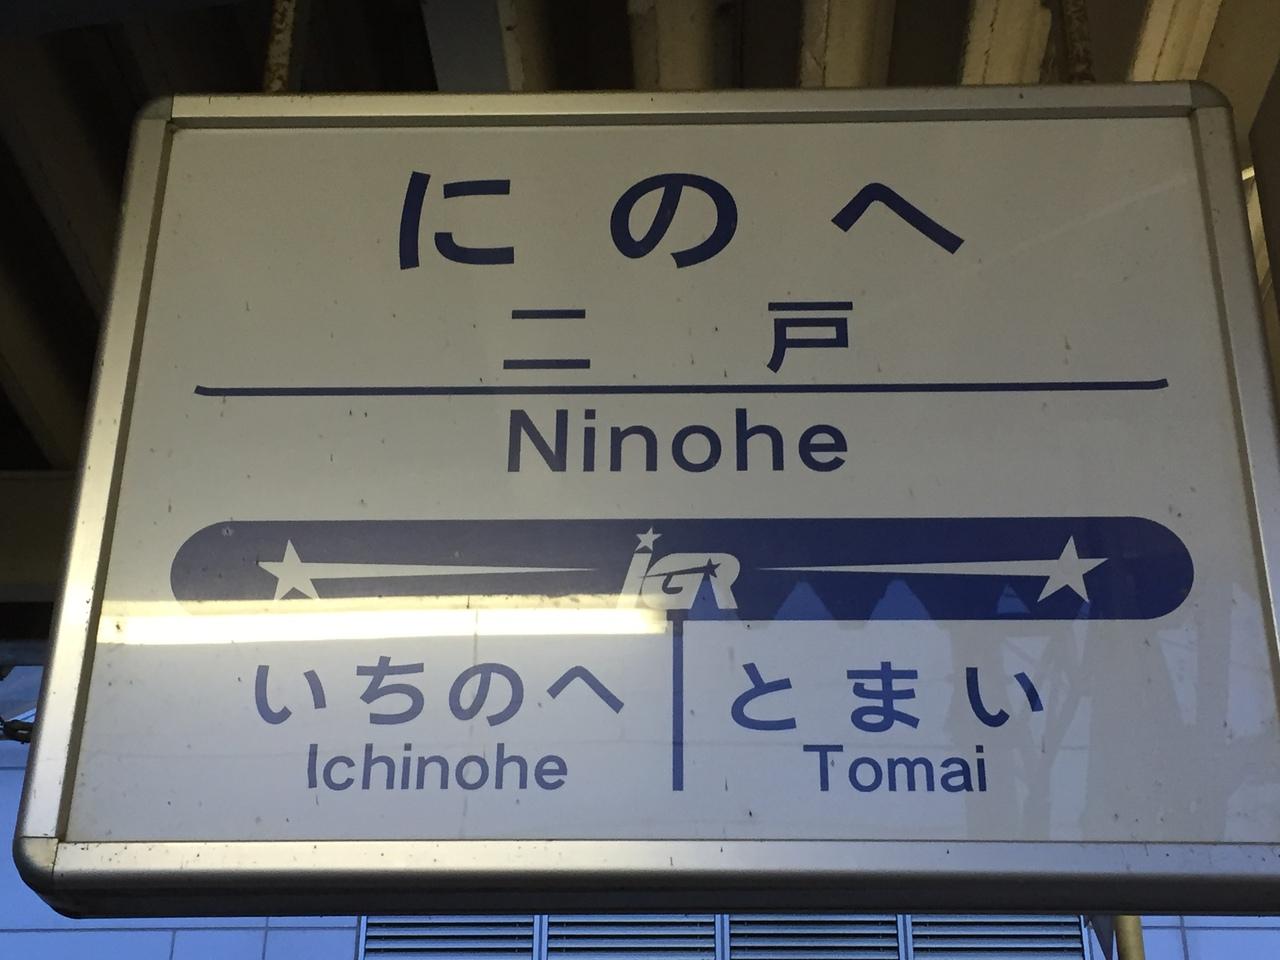 にのへ
二戸
Ninohe
iGR
いちのへ とまい
Ichinohe Tomai